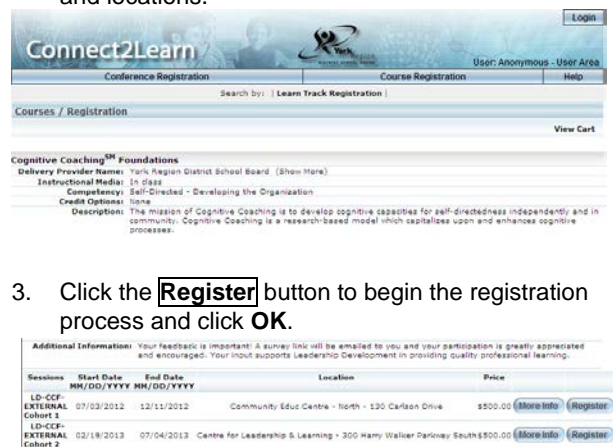 and locations.
Login
Connect2Learn
York Region
User: Anonymous - User Area
Conference Registration Course Registration Help
Search by: | Learn Track Registration |
Courses / Registration
View Cart
Cognitive Coaching SM Foundations
Delivery Provider Name: York Region District School Board (Show More)
Instructional Media: In class
Competency: Self-Directed - Developing the Organization
Credit Options: None
Description: The mission of Cognitive Coaching is to develop cognitive capacities for self-directedness independently and in
community. Cognitive Coaching is a research-based model which capitalizes upon and enhances cognitive
processes.
3. Click the Register button to begin the registration
process and click OK.
Additional Information: Your feedback is important! A survey link will be emailed to you and your participation is greatly appreciated
and encouraged. Your input supports Leadership Development in providing quality professional learning.
Sessions Start Date End Date Location Price
MM/DD/YYYY MM/DD/YYYY
LD-CCF-
EXTERNAL 07/03/2012 12/11/2012 Community Educ Centre - North - 130 Carlson Drive $500.00 More Info Register
Cohort 1
LD-CCF-
EXTERNAL 02/19/2013 07/04/2013 Centre for Leadership & Learning - 300 Harry Walker Parkway South $500.00 More Info Register
Cohort 2